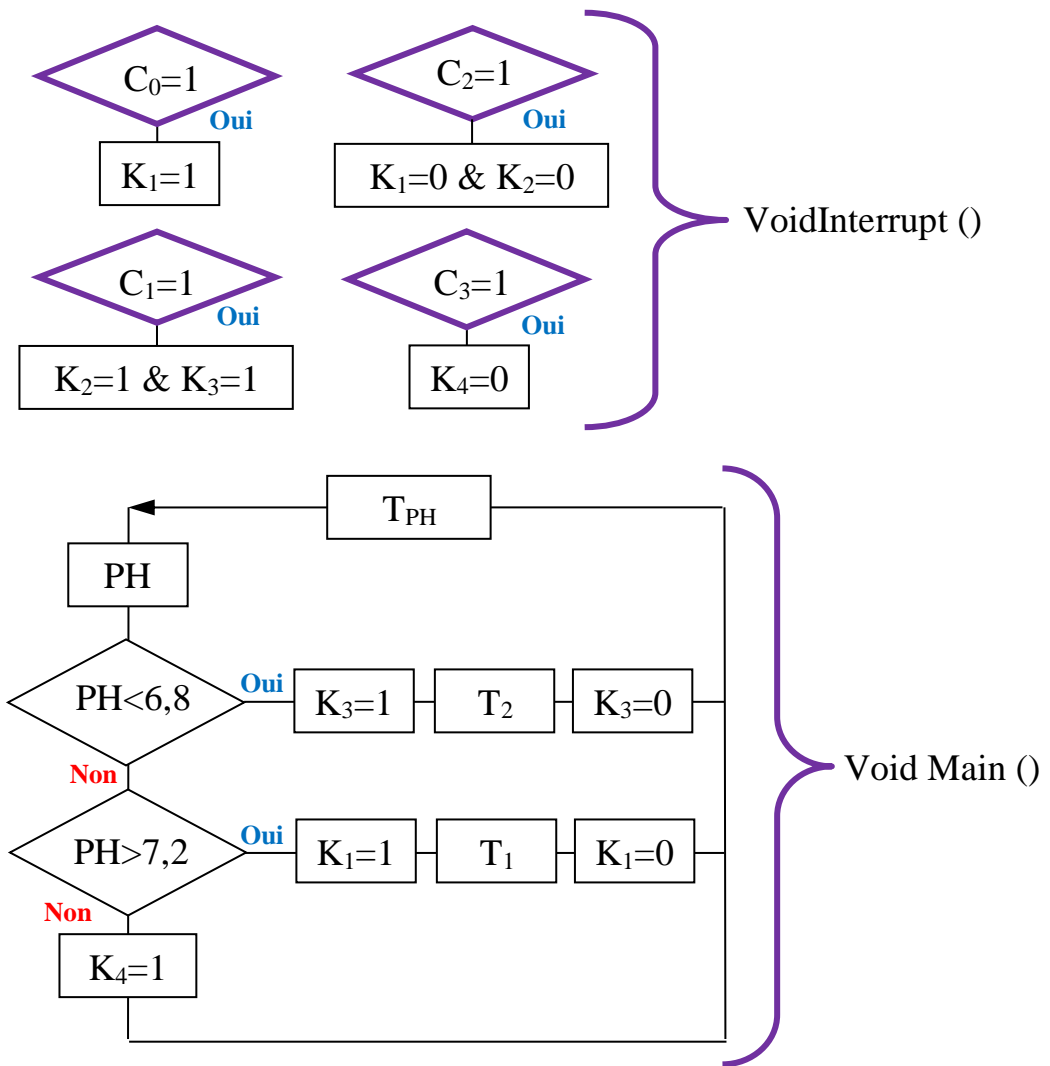 C₀=1
Oui
K₁=1
C₂=1
Oui
K₁=0 & K₂=0
C₁=1
Oui
K₂=1 & K₃=1
C₃=1
Oui
K₄=0
VoidInterrupt ()
T_PH
PH
PH<6,8
Oui
K₃=1
T₂
K₃=0
Non
PH>7,2
Oui
K₁=1
T₁
K₁=0
Non
K₄=1
Void Main ()